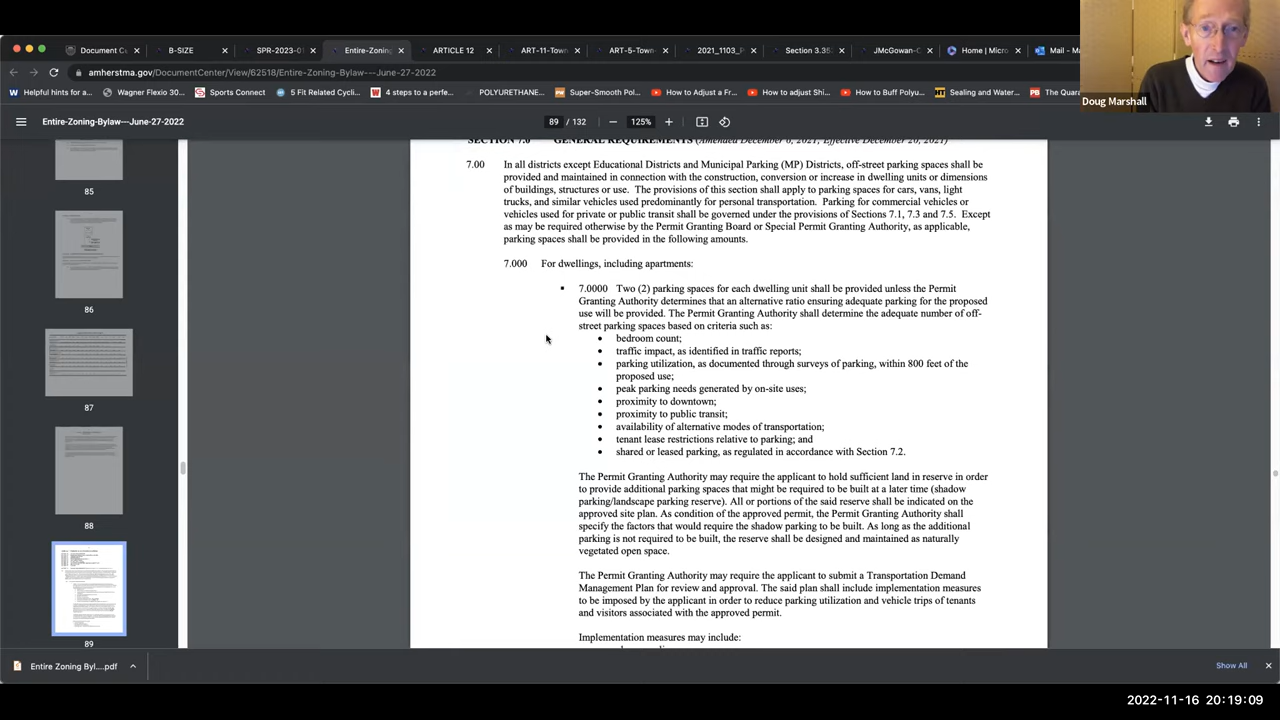 Document Cu
B-SIZE
SPR-2023-01
Entire-Zoning
ARTICLE 12
ART-11-Town
ART-5-Town-
2021_1103_P
Section 3.35
JMcGowan-C
Home | Micro
Mail - M
amherstma.gov/DocumentCenter/View/62518/Entire-Zoning-Bylaw---June-27-2022
Helpful hints for a...
Wagner Flexio 30...
Sports Connect
5 Fit Related Cycli...
4 steps to a perfe...
POLYURETHANE...
Super-Smooth Pol...
How to Adjust a Fr...
How to adjust Shi...
How to Buff Polyu...
Sealing and Water...
The Quara
Doug Marshall
Entire-Zoning-Bylaw---June-27-2022
89 / 132
125%
SECTION 7.0 GENERAL REQUIREMENTS (Amended December 6, 2021; Effective December 20, 2021)
7.00 In all districts except Educational Districts and Municipal Parking (MP) Districts, off-street parking spaces shall be
provided and maintained in connection with the construction, conversion or increase in dwelling units or dimensions
of buildings, structures or use. The provisions of this section shall apply to parking spaces for cars, vans, light
trucks, and similar vehicles used predominantly for personal transportation. Parking for commercial vehicles or
vehicles used for private or public transit shall be governed under the provisions of Sections 7.1, 7.3 and 7.5. Except
as may be required otherwise by the Permit Granting Board or Special Permit Granting Authority, as applicable,
parking spaces shall be provided in the following amounts.
7.000 For dwellings, including apartments:
• 7.0000 Two (2) parking spaces for each dwelling unit shall be provided unless the Permit
Granting Authority determines that an alternative ratio ensuring adequate parking for the proposed
use will be provided. The Permit Granting Authority shall determine the adequate number of off-
street parking spaces based on criteria such as:
• bedroom count;
• traffic impact, as identified in traffic reports;
• parking utilization, as documented through surveys of parking, within 800 feet of the
proposed use;
• peak parking needs generated by on-site uses;
• proximity to downtown;
• proximity to public transit;
• availability of alternative modes of transportation;
• tenant lease restrictions relative to parking; and
• shared or leased parking, as regulated in accordance with Section 7.2.
The Permit Granting Authority may require the applicant to hold sufficient land in reserve in order
to provide additional parking spaces that might be required to be built at a later time (shadow
parking/landscape parking reserve). All or portions of the said reserve shall be indicated on the
approved site plan. As condition of the approved permit, the Permit Granting Authority shall
specify the factors that would require the shadow parking to be built. As long as the additional
parking is not required to be built, the reserve shall be designed and maintained as naturally
vegetated open space.
The Permit Granting Authority may require the applicant to submit a Transportation Demand
Management Plan for review and approval. The said plan shall include implementation measures
to be imposed by the applicant in order to reduce parking utilization and vehicle trips of tenants
and visitors associated with the approved permit.
Implementation measures may include:
85
86
87
88
89
Entire Zoning Byl....pdf
Show All
2022-11-16 20:19:09